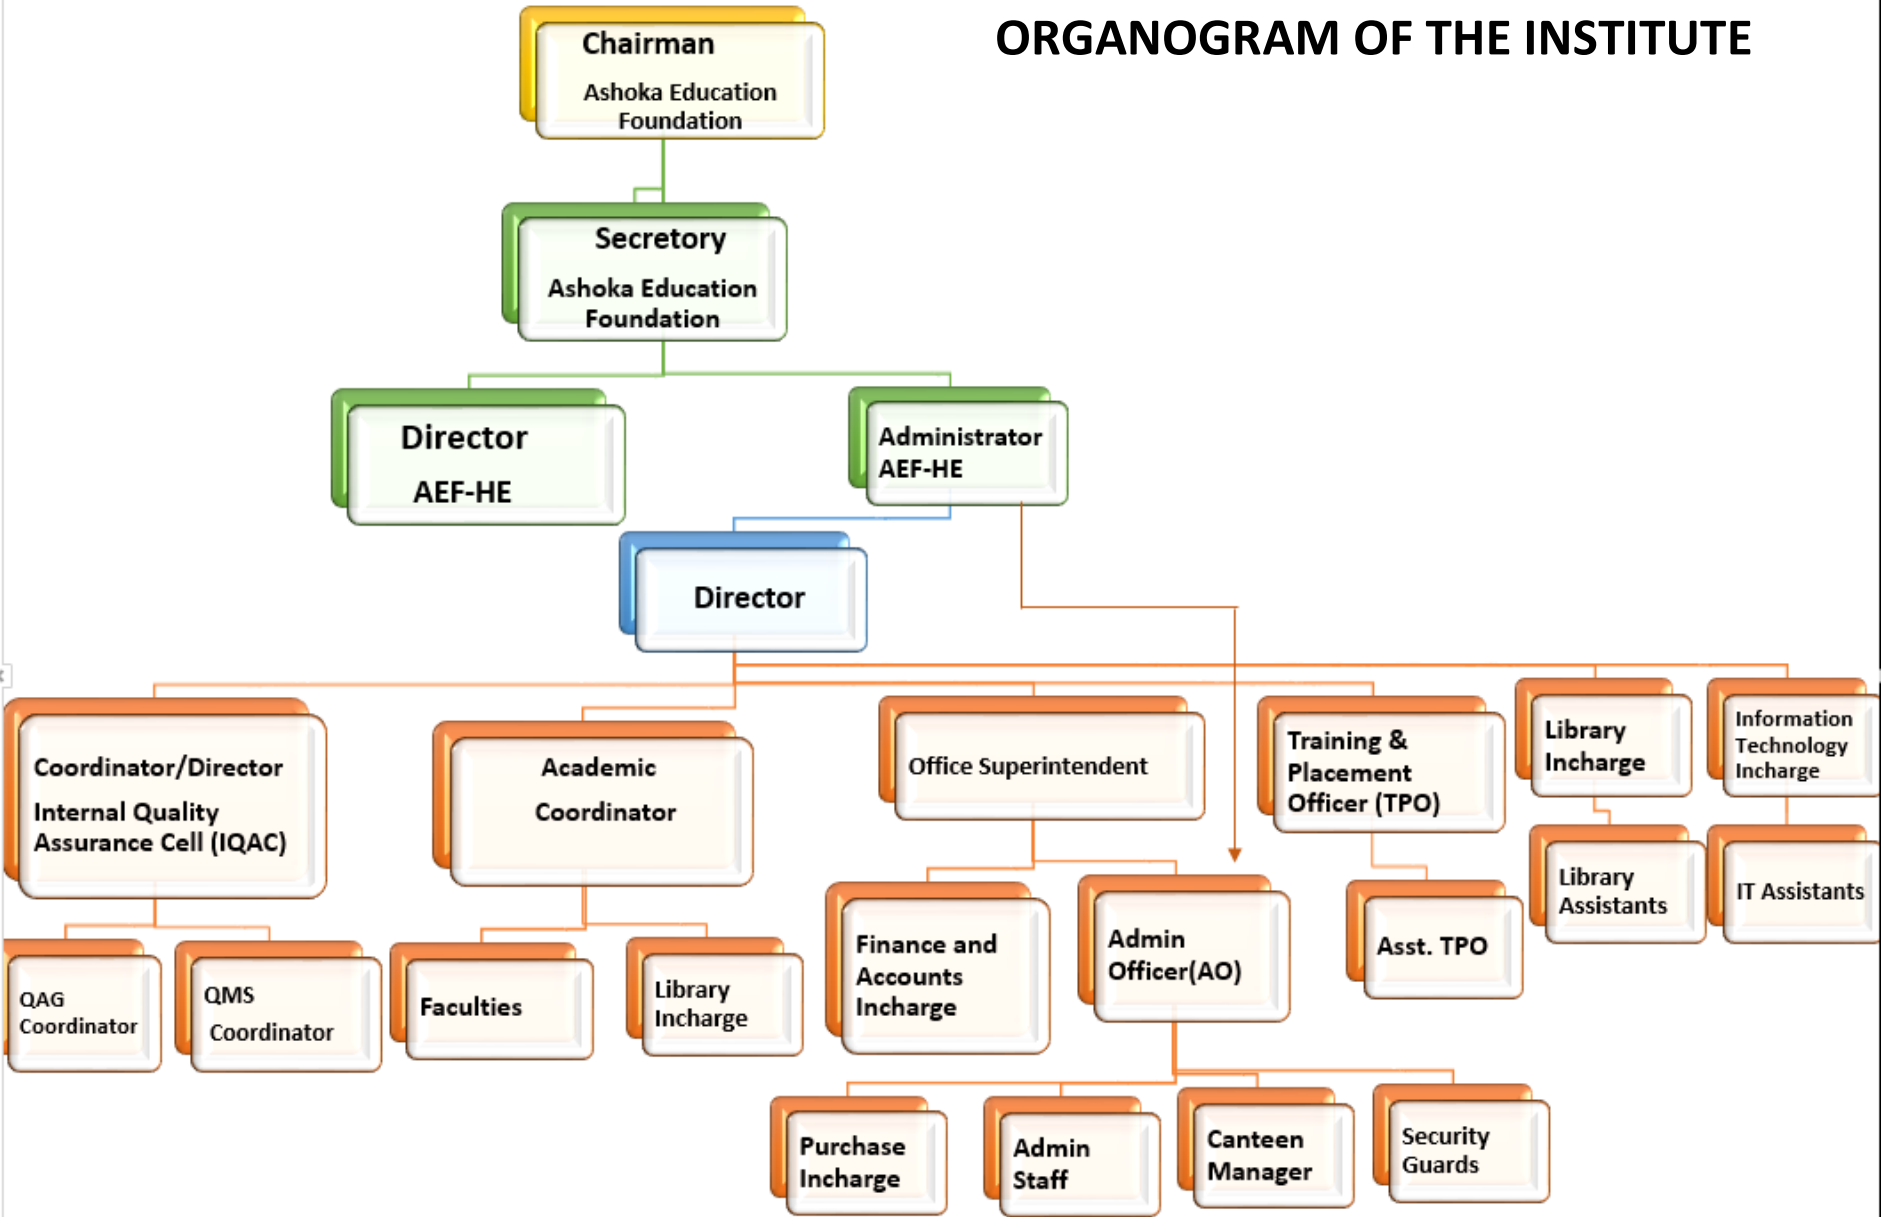 ORGANOGRAM OF THE INSTITUTE
Chairman
Ashoka Education
Foundation
Secretory
Ashoka Education
Foundation
Director
AEF-HE
Administrator
AEF-HE
Director
Coordinator/Director
Internal Quality
Assurance Cell (IQAC)
Academic
Coordinator
Office Superintendent
Training &
Placement
Officer (TPO)
Library
Incharge
Information
Technology
Incharge
QAG
Coordinator
QMS
Coordinator
Faculties
Library
Incharge
Finance and
Accounts
Incharge
Admin
Officer(AO)
Asst. TPO
Library
Assistants
IT Assistants
Purchase
Incharge
Admin
Staff
Canteen
Manager
Security
Guards